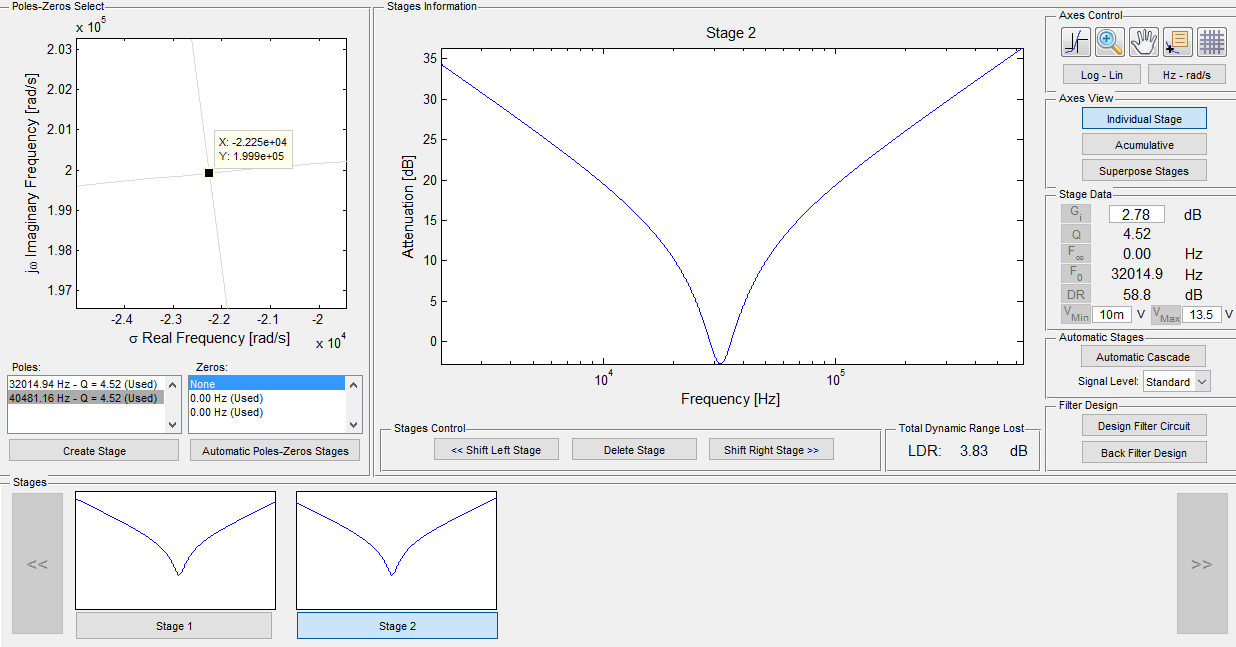 Poles-Zeros Select
x 10^5
2.03
2.02
2.01
2
1.99
1.98
1.97
jω Imaginary Frequency [rad/s]
X: -2.225e+04
Y: 1.999e+05
-2.4 -2.3 -2.2 -2.1 -2
σ Real Frequency [rad/s]
x 10^4
Poles:
32014.94 Hz - Q = 4.52 (Used)
40481.16 Hz - Q = 4.52 (Used)
Zeros:
None
0.00 Hz (Used)
0.00 Hz (Used)
Create Stage
Automatic Poles-Zeros Stages
Stages Information
Stage 2
35
30
25
20
15
10
5
0
Attenuation [dB]
10^4 10^5
Frequency [Hz]
Stages Control
<< Shift Left Stage
Delete Stage
Shift Right Stage >>
Total Dynamic Range Lost
LDR: 3.83 dB
Axes Control
Log - Lin
Hz - rad/s
Axes View
Individual Stage
Acumulative
Superpose Stages
Stage Data
G_i 2.78 dB
Q 4.52
F_∞ 0.00 Hz
F_0 32014.9 Hz
DR 58.8 dB
V_Min 10m V V_Max 13.5 V
Automatic Stages
Automatic Cascade
Signal Level: Standard
Filter Design
Design Filter Circuit
Back Filter Design
Stages
<<
Stage 1
Stage 2
>>